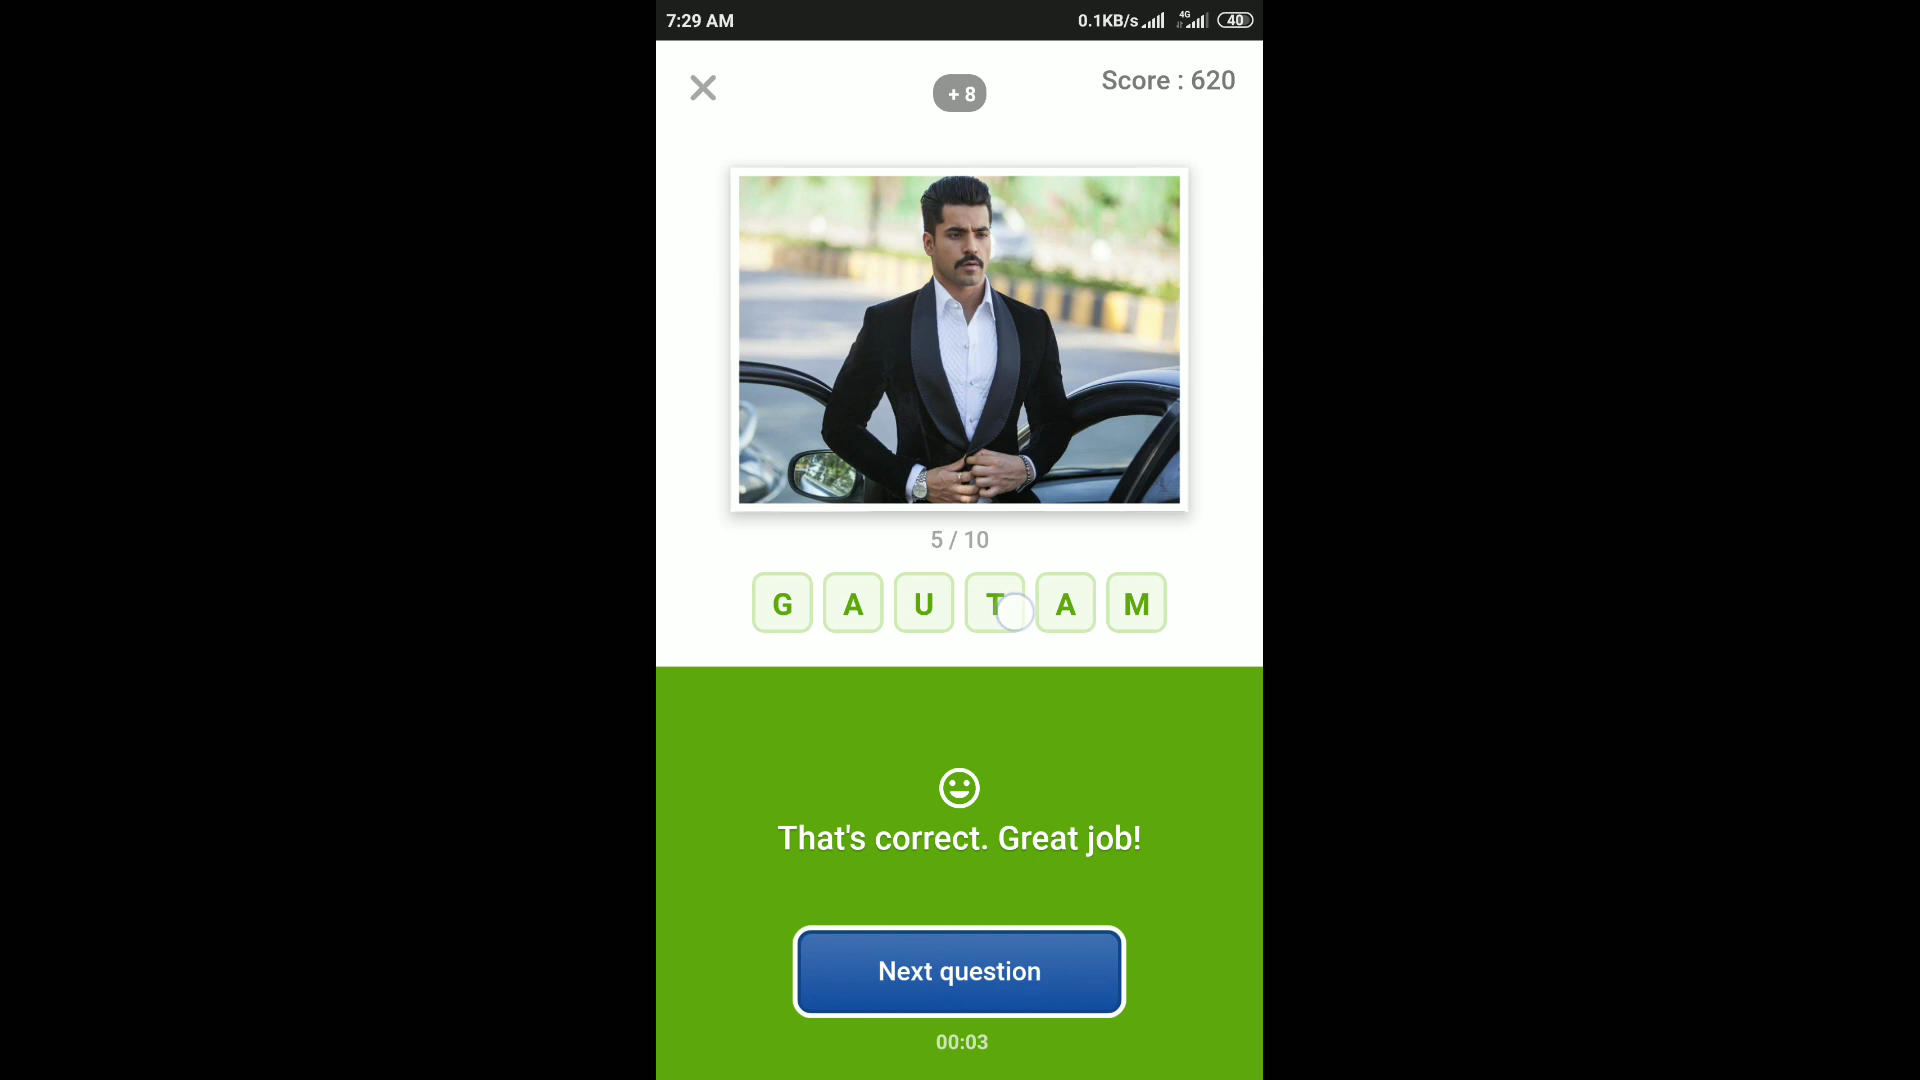 7:29 AM 0.1KB/s 4G 40
+ 8 Score : 620
5 / 10
G A U T A M
That's correct. Great job!
Next question
00:03